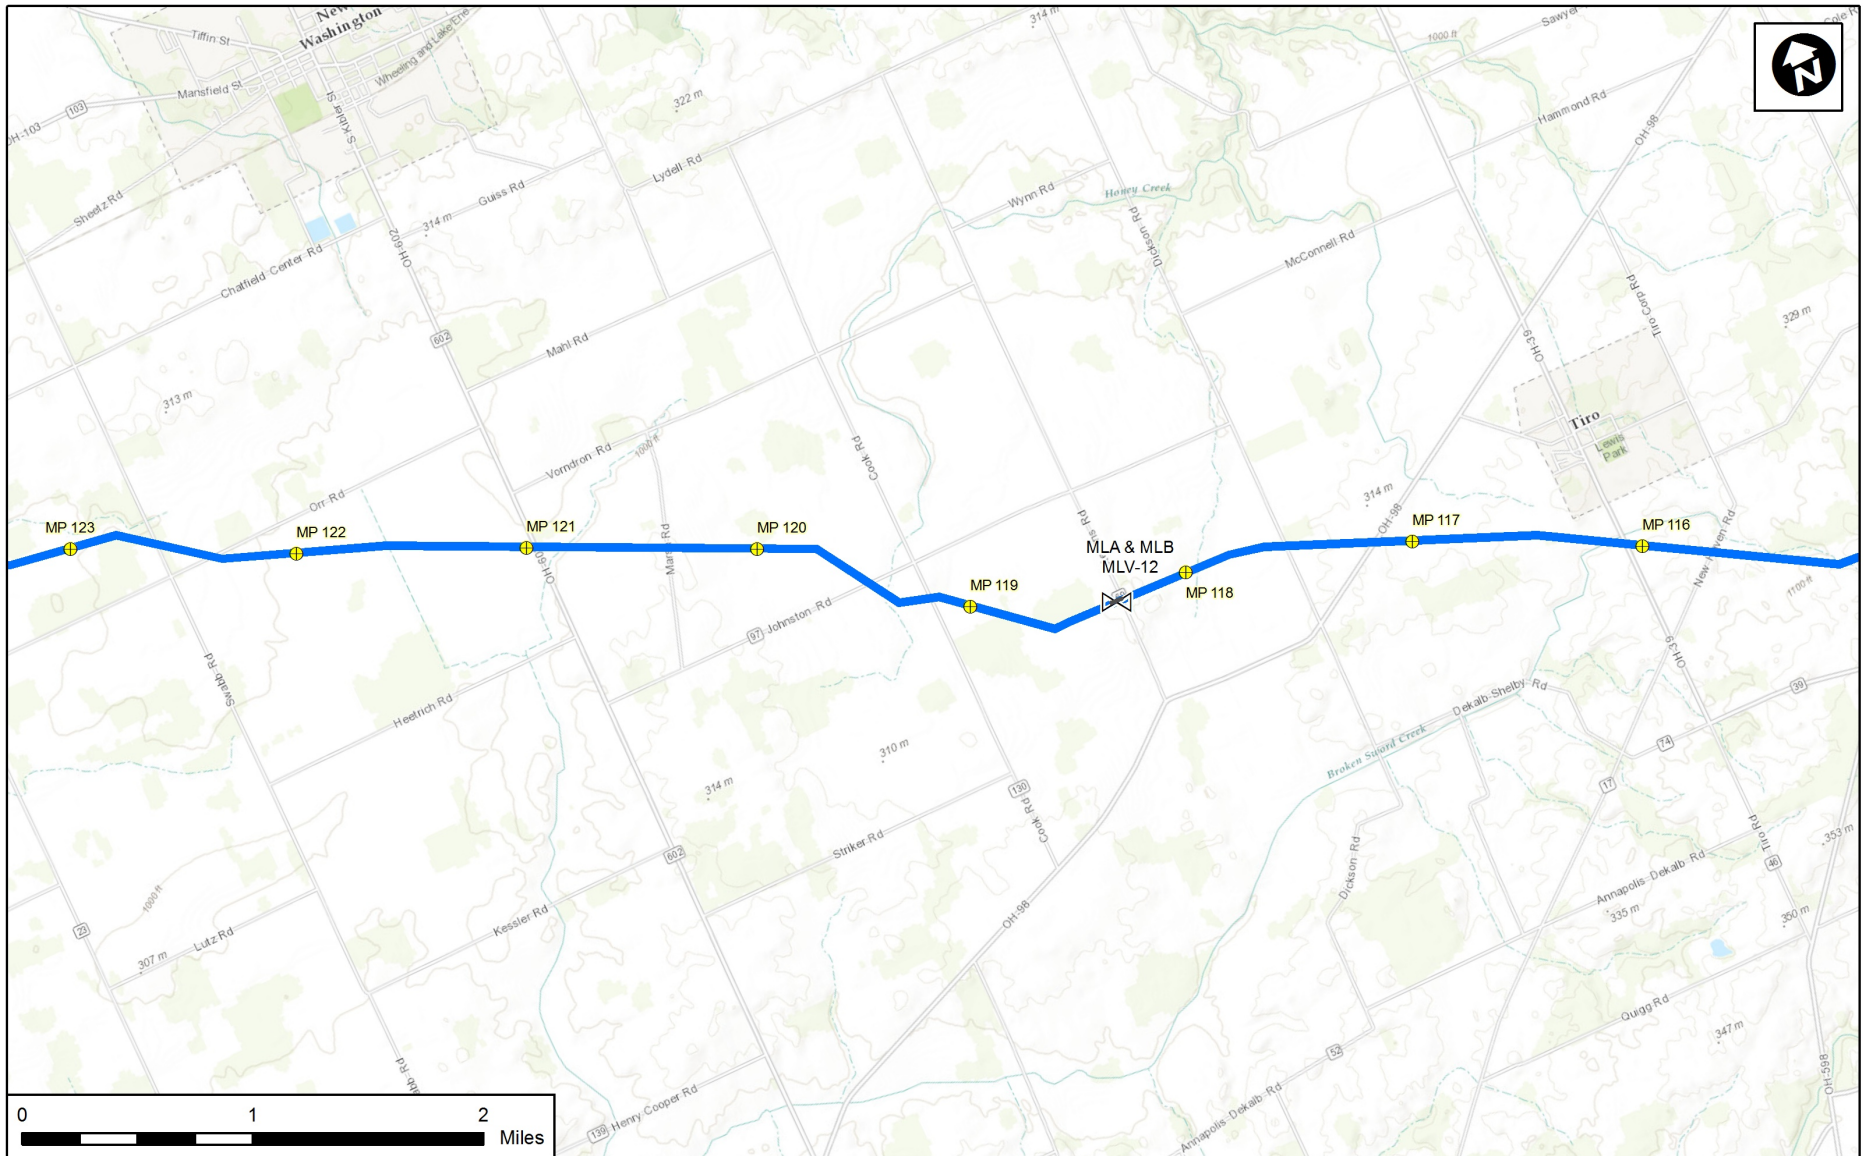 New
Washington
Tiffin St
Wheeling and Lake Erie
Mansfield St
103
OH-103
S Kibler St
Sheetz Rd
Guiss Rd
314 m
Chatfield Center Rd
OH-602
602
322 m
Lydell Rd
314 m
Wynn Rd
Honey Creek
Dickson Rd
McConnell Rd
1000 ft
Hammond Rd
OH-98
Cole R
N
Tiro Corp Rd
329 m
OH-39
Tiro
Lewis
Park
313 m
Mahl Rd
Vorndron Rd
1000 ft
Orr Rd
Cook Rd
314 m
OH-98
MP 123
MP 122
MP 121
MP 120
MP 119
MLA & MLB
MLV-12
MP 118
MP 117
MP 116
1100 ft
97
Johnston Rd
Swabb Rd
Heetrich Rd
OH-39
39
Dekalb-Shelby Rd
74
Broken Sword Creek
17
310 m
314 m
130
Cook Rd
Striker Rd
602
Dickson Rd
Tiro Rd
353 m
46
Annapolis-Dekalb Rd
335 m
350 m
1000 ft
23
Lutz Rd
307 m
Kessler Rd
OH-98
Quigg Rd
347 m
52
OH-598
Annapolis-Dekalb Rd
139
Henry Cooper Rd
0 1 2
Miles